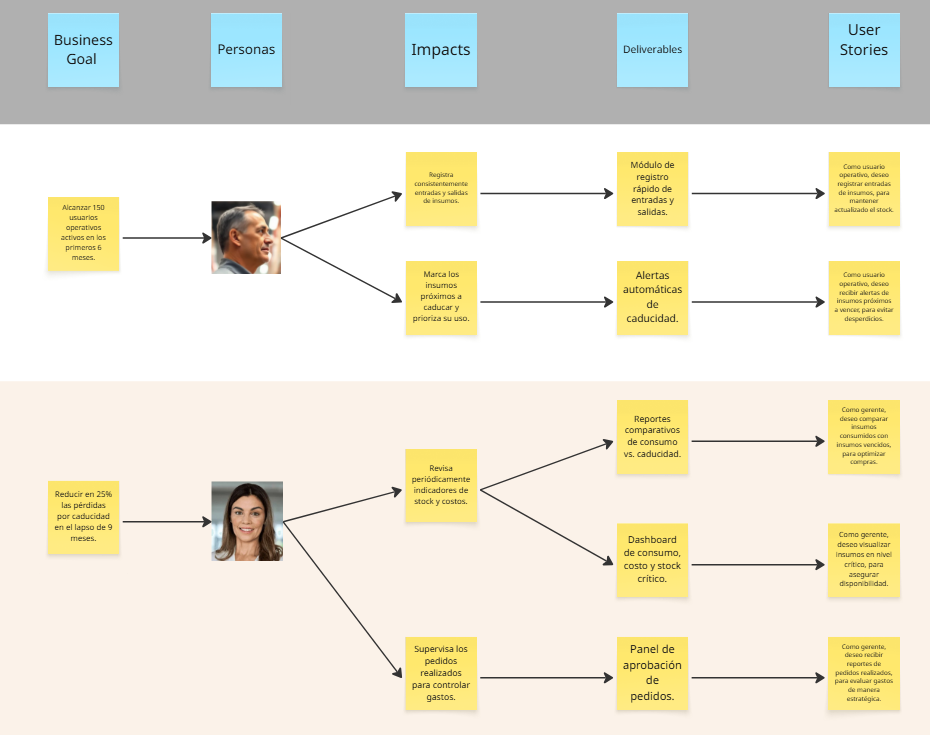 Business
Goal
Personas
Impacts
Deliverables
User
Stories
Alcanzar 150
usuarios
operativos
activos en los
primeros 6
meses.
Registra
consistentemente
entradas y salidas
de insumos.
Módulo de
registro
rápido de
entradas y
salidas.
Como usuario
operativo, deseo
registrar entradas
de insumos, para
mantener
actualizado el stock.
Marca los
insumos
próximos a
caducar y
prioriza su uso.
Alertas
automáticas
de
caducidad.
Como usuario
operativo, deseo
recibir alertas de
insumos próximos
a vencer, para evitar
desperdicios.
Reducir en 25%
las pérdidas
por caducidad
en el lapso de 9
meses.
Revisa
periódicamente
indicadores de
stock y costos.
Reportes
comparativos
de consumo
vs. caducidad.
Como gerente,
deseo comparar
insumos
consumidos con
insumos vencidos,
para optimizar
compras.
Dashboard
de consumo,
costo y stock
crítico.
Como gerente,
deseo visualizar
insumos en nivel
crítico, para
asegurar
disponibilidad.
Supervisa los
pedidos
realizados
para controlar
gastos.
Panel de
aprobación
de
pedidos.
Como gerente,
deseo recibir
reportes de
pedidos realizados,
para evaluar gastos
de manera
estratégica.